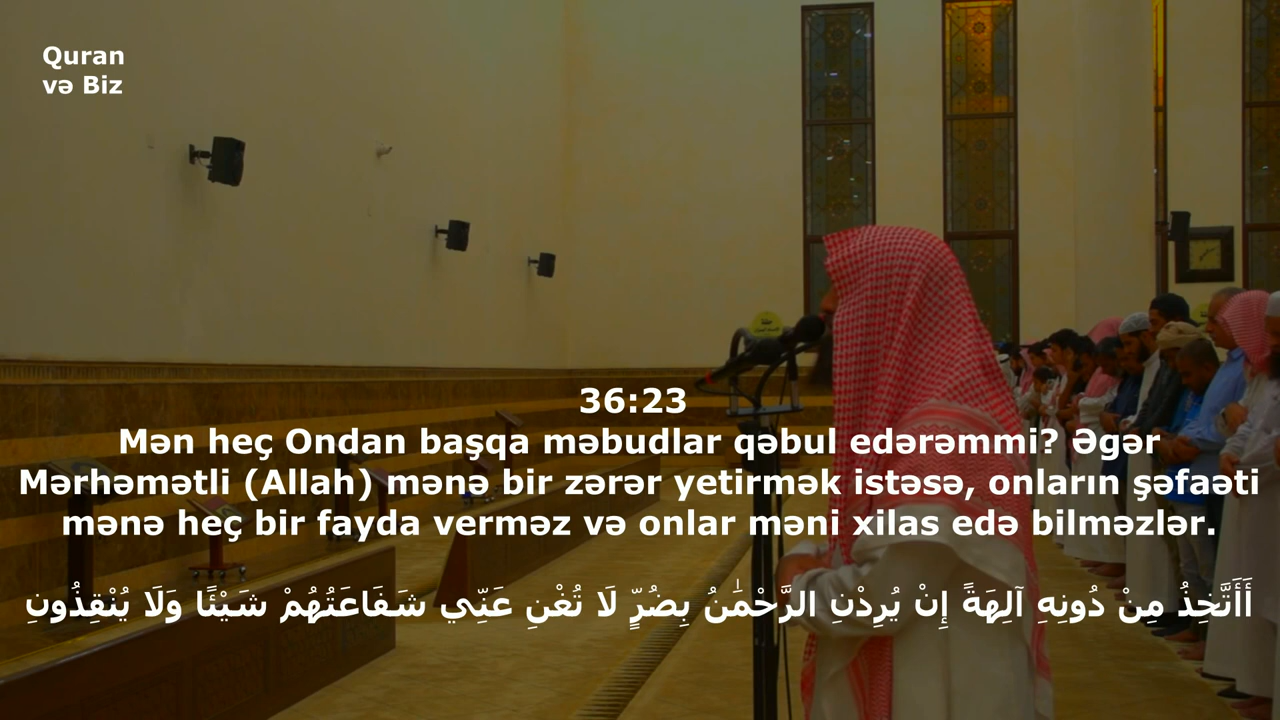 Quran
və Biz
36:23
Mən heç Ondan başqa məbudlar qəbul edərəmmi? Əgər
Mərhəmətli (Allah) mənə bir zərər yetirmək istəsə, onların şəfaəti
mənə heç bir fayda verməz və onlar məni xilas edə bilməzlər.
أَأَتَّخِذُ مِنْ دُونِهِ آلِهَةً إِنْ يُرِدْنِ الرَّحْمَٰنُ بِضُرٍّ لَا تُغْنِ عَنِّي شَفَاعَتُهُمْ شَيْئًا وَلَا يُنْقِذُونِ